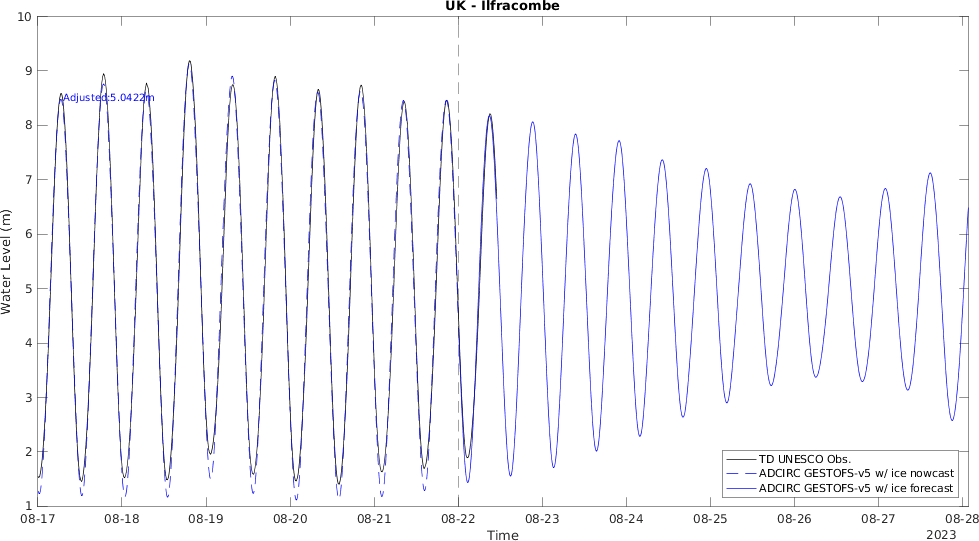 UK - Ilfracombe
10
9
8
7
6
5
4
3
2
1
Water Level (m)
Adjusted:5.0422m
TD UNESCO Obs.
ADCIRC GESTOFS-v5 w/ ice nowcast
ADCIRC GESTOFS-v5 w/ ice forecast
08-17 08-18 08-19 08-20 08-21 08-22 08-23 08-24 08-25 08-26 08-27 08-28
Time
2023